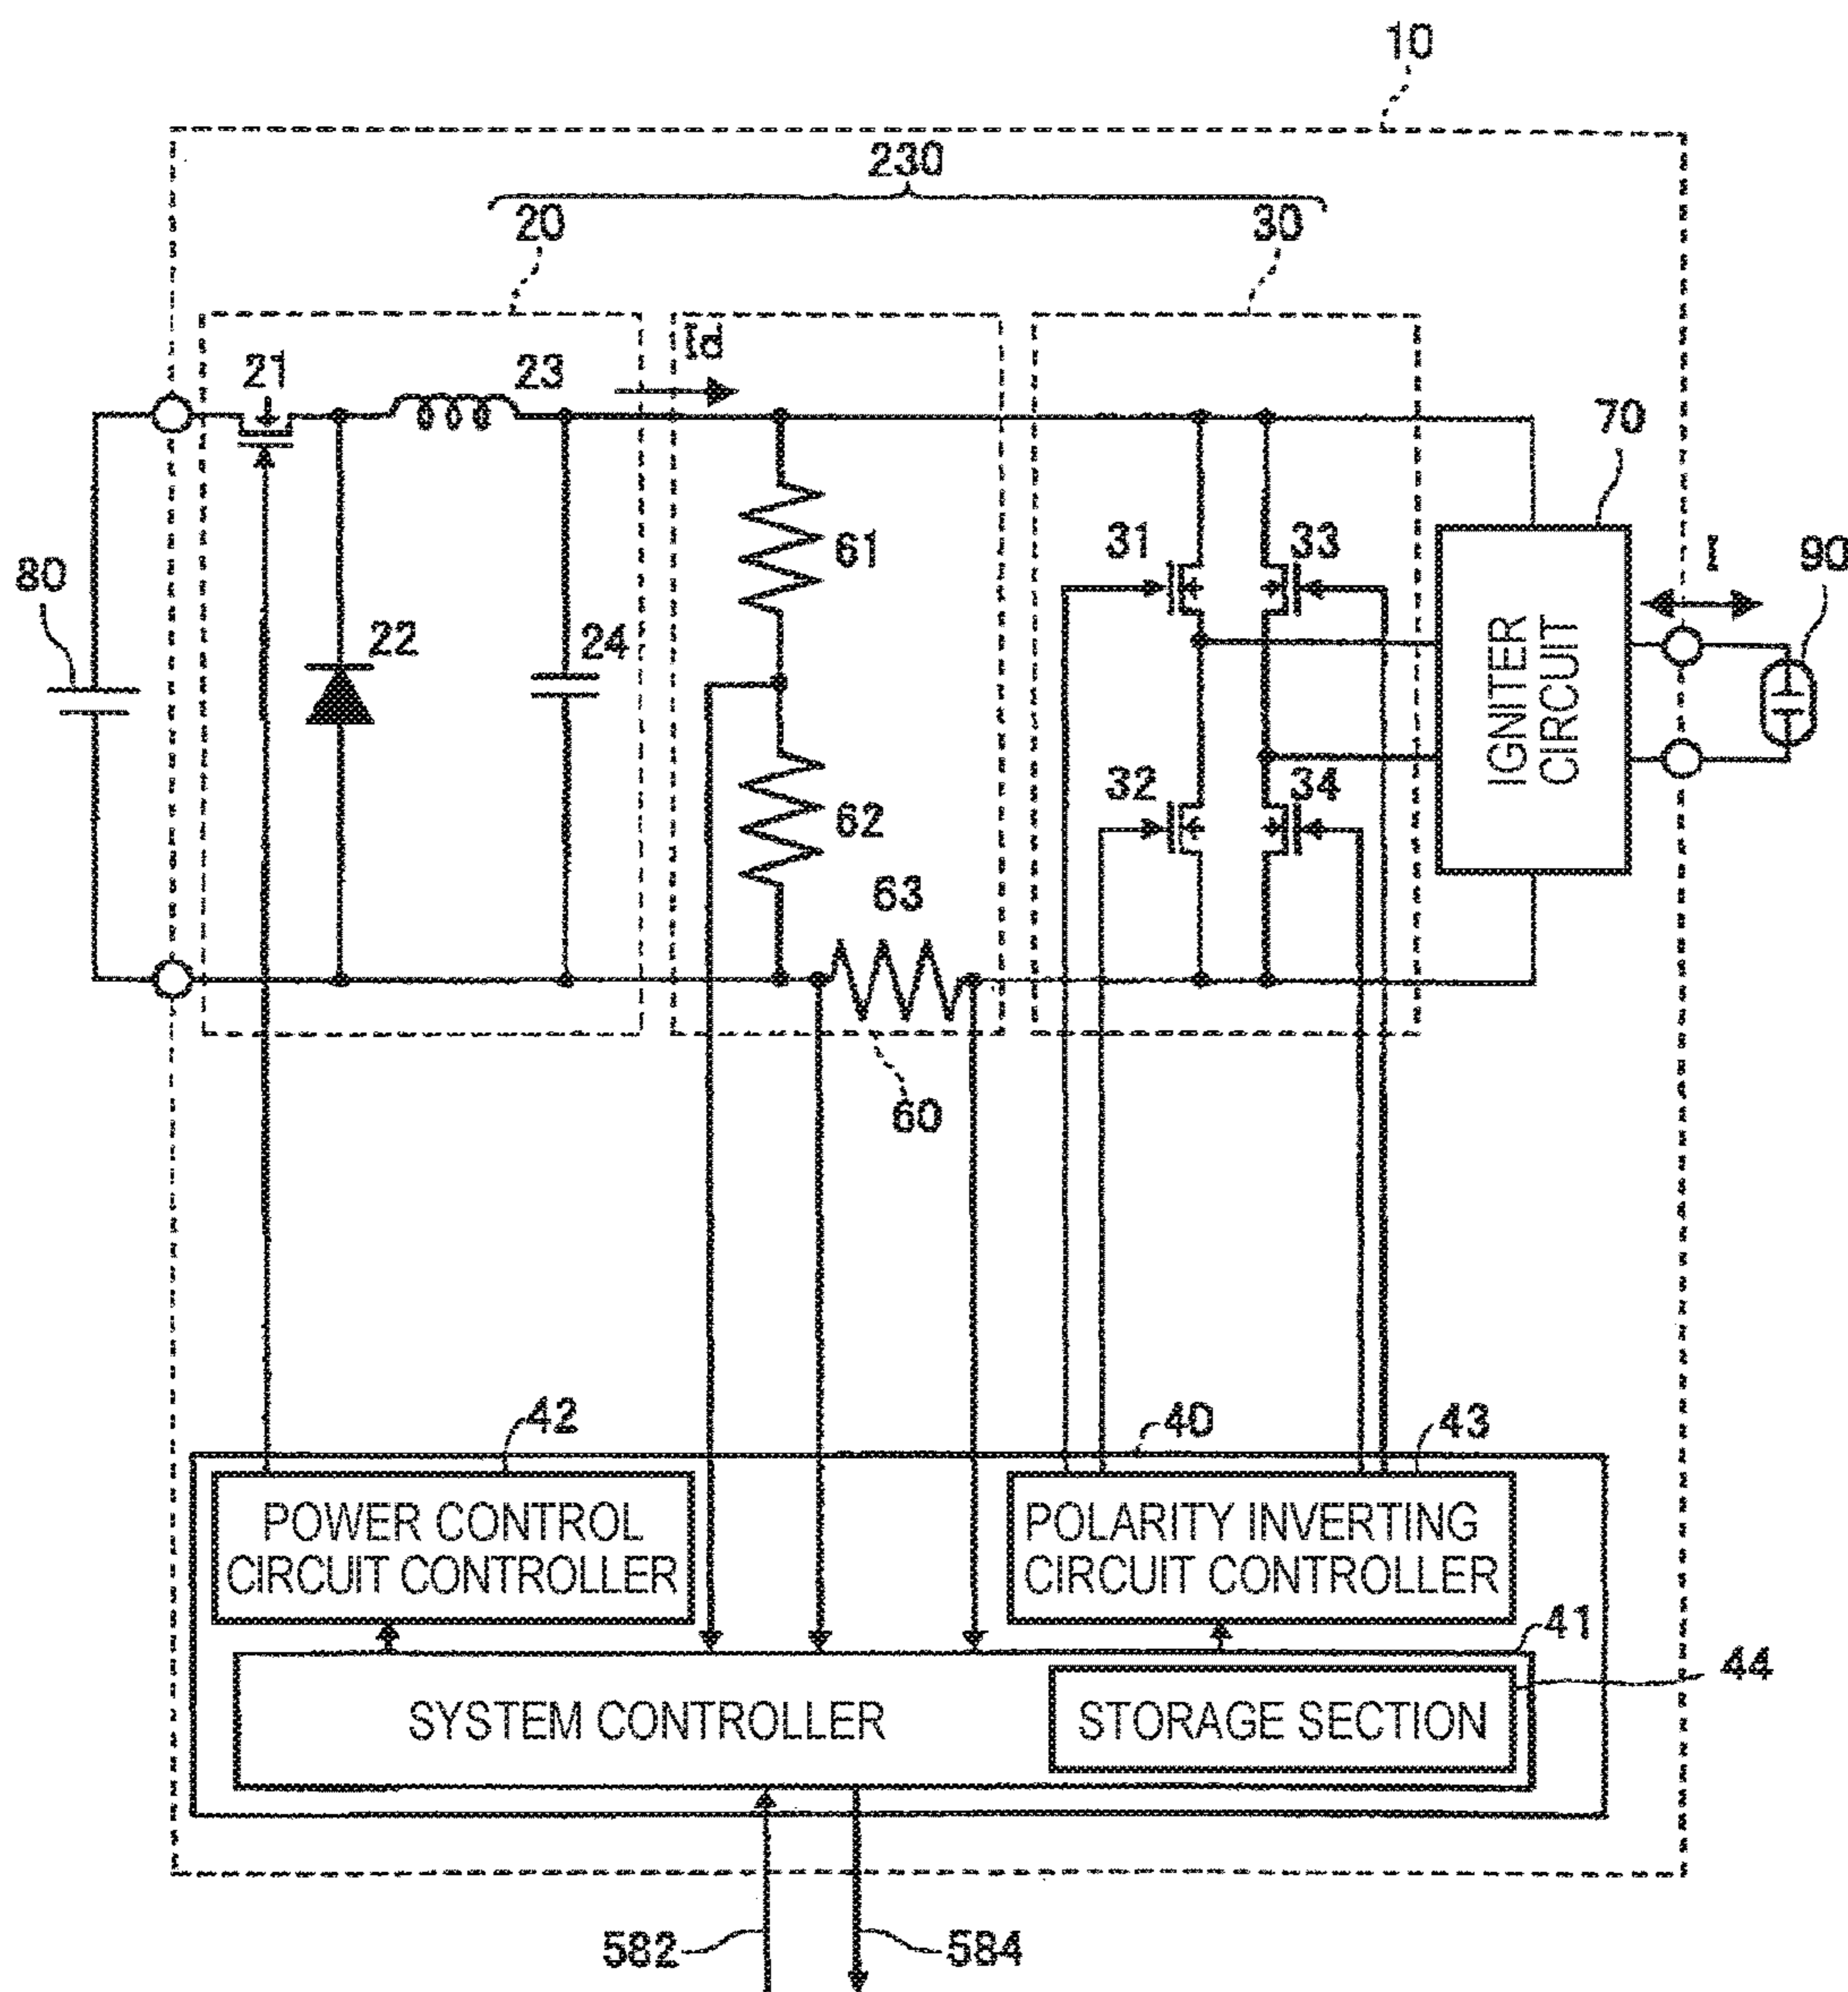 10
230
20
30
Id
21
23
70
61
31
33
I
90
80
22
24
IGNITER
CIRCUIT
32
34
62
63
60
42
40
43
POWER CONTROL
CIRCUIT CONTROLLER
POLARITY INVERTING
CIRCUIT CONTROLLER
41
44
SYSTEM CONTROLLER
STORAGE SECTION
582
584